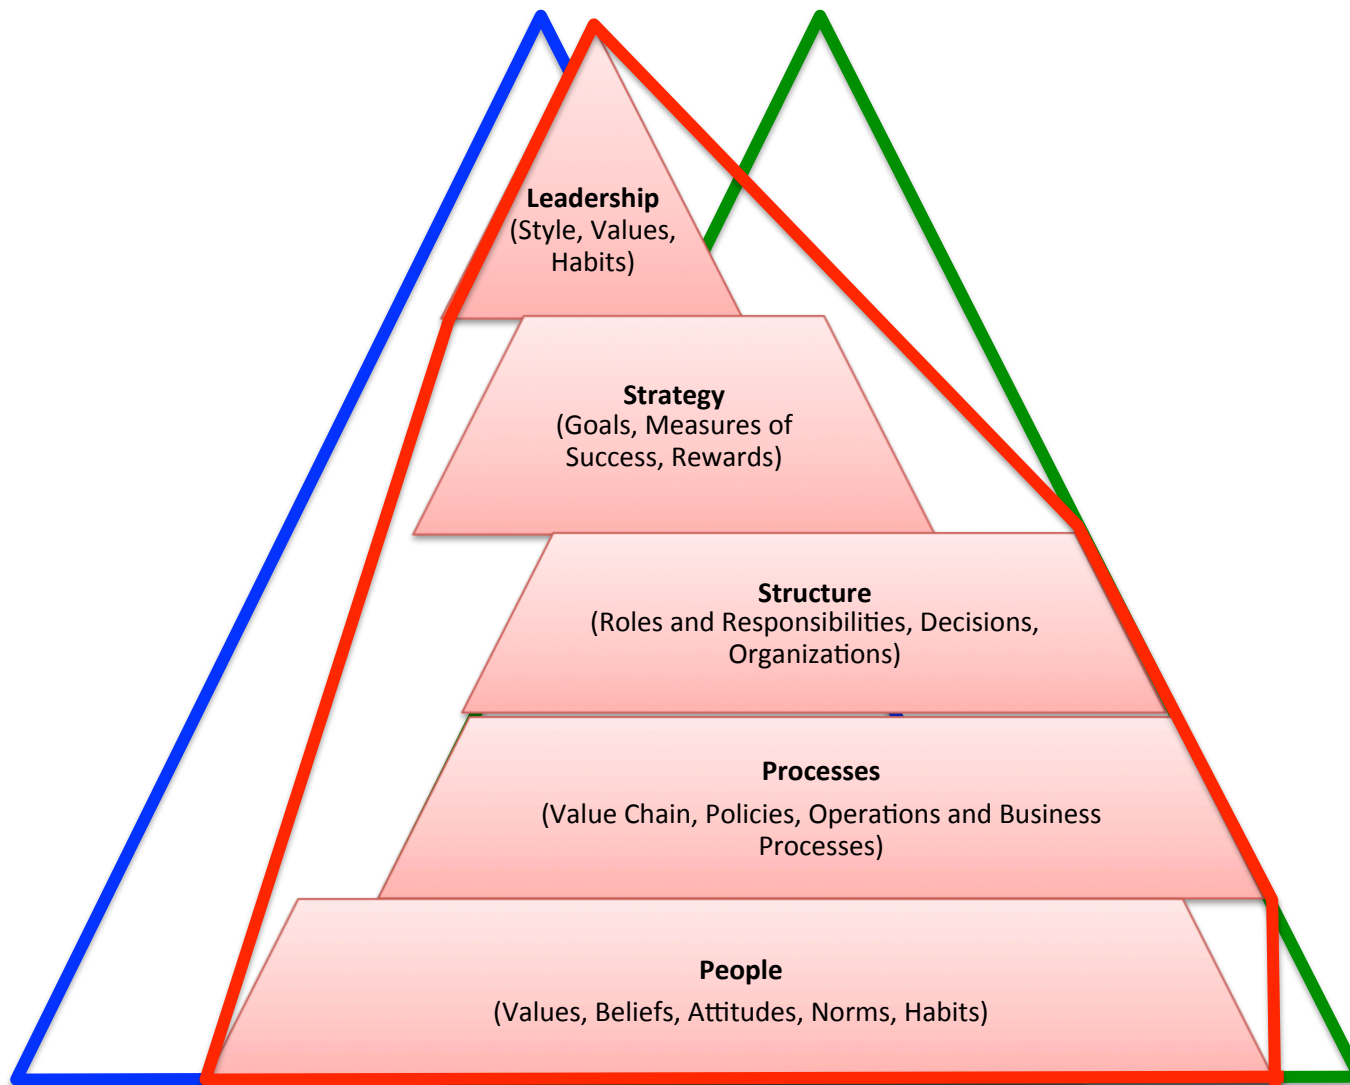 Leadership
(Style, Values,
Habits)
Strategy
(Goals, Measures of
Success, Rewards)
Structure
(Roles and Responsibilities, Decisions,
Organizations)
Processes
(Value Chain, Policies, Operations and Business
Processes)
People
(Values, Beliefs, Attitudes, Norms, Habits)